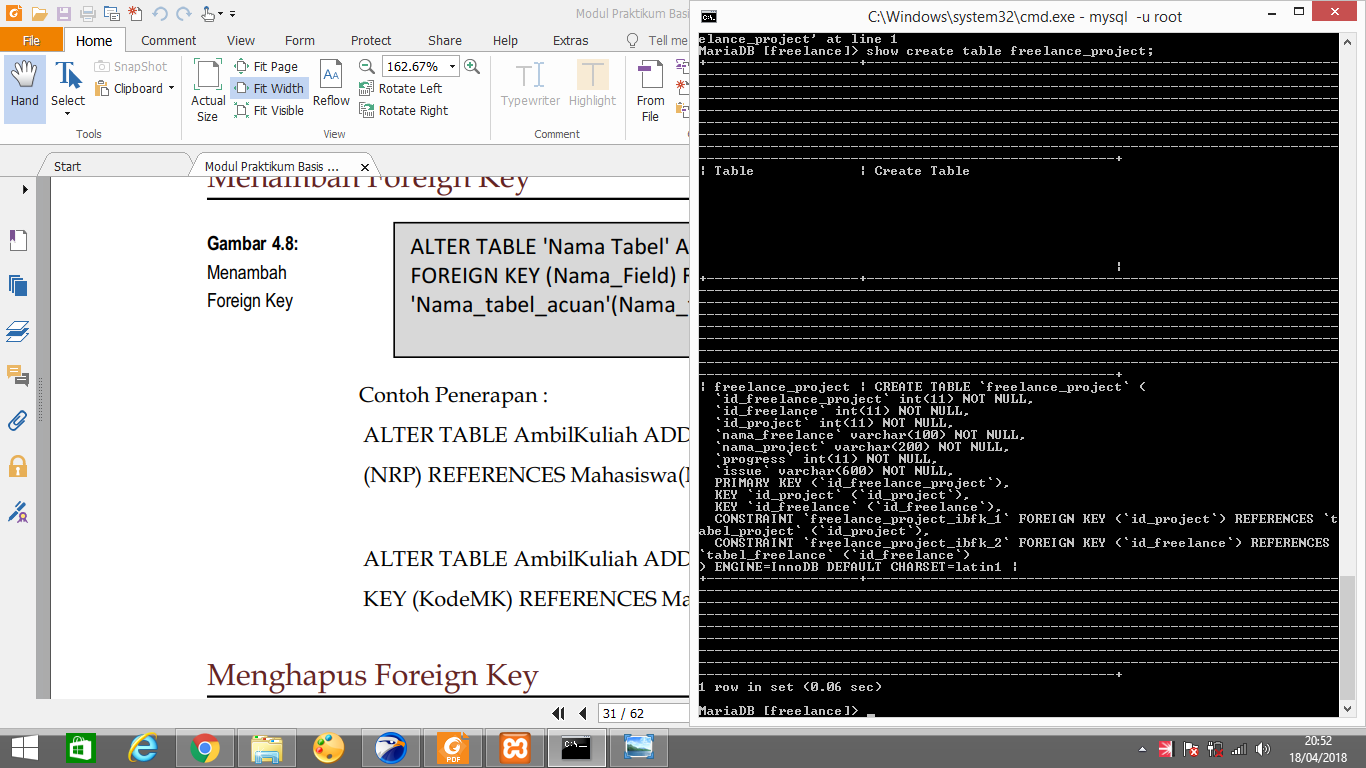 Modul Praktikum Basi
File
Home
Comment
View
Form
Protect
Share
Help
Extras
Tell me
Hand
Select
SnapShot
Clipboard
Tools
Actual
Size
Fit Page
Fit Width
Fit Visible
Reflow
162.67%
Rotate Left
Rotate Right
View
Typewriter
Highlight
Comment
From
File
Start
Modul Praktikum Basis ...
Menambah Foreign Key
Gambar 4.8:
Menambah
Foreign Key
ALTER TABLE 'Nama Tabel' A
FOREIGN KEY (Nama_Field) R
'Nama_tabel_acuan'(Nama_
Contoh Penerapan :
ALTER TABLE AmbilKuliah ADD
(NRP) REFERENCES Mahasiswa(
ALTER TABLE AmbilKuliah ADD
KEY (KodeMK) REFERENCES Ma
Menghapus Foreign Key
31 / 62
C:\Windows\system32\cmd.exe - mysql -u root
elance_project' at line 1
MariaDB [freelance]> show create table freelance_project;
| Table | Create Table
|
| freelance_project | CREATE TABLE `freelance_project` (
`id_freelance_project` int(11) NOT NULL,
`id_freelance` int(11) NOT NULL,
`id_project` int(11) NOT NULL,
`nama_freelance` varchar(100) NOT NULL,
`nama_project` varchar(200) NOT NULL,
`progress` int(11) NOT NULL,
`issue` varchar(600) NOT NULL,
PRIMARY KEY (`id_freelance_project`),
KEY `id_project` (`id_project`),
KEY `id_freelance` (`id_freelance`),
CONSTRAINT `freelance_project_ibfk_1` FOREIGN KEY (`id_project`) REFERENCES `t
abel_project` (`id_project`),
CONSTRAINT `freelance_project_ibfk_2` FOREIGN KEY (`id_freelance`) REFERENCES
`tabel_freelance` (`id_freelance`)
) ENGINE=InnoDB DEFAULT CHARSET=latin1 |
1 row in set (0.06 sec)
MariaDB [freelance]> _
PDF
20:52
18/04/2018